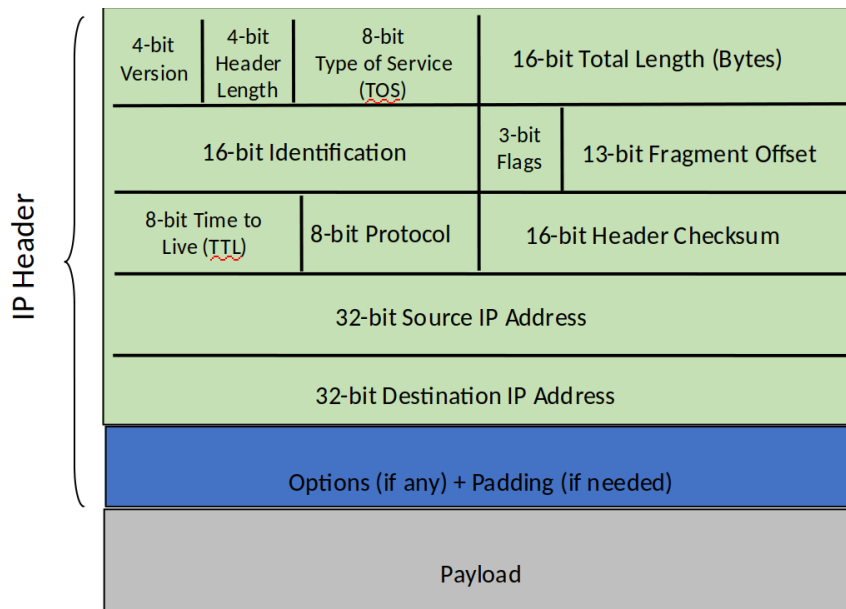 IP Header
4-bit
Version
4-bit
Header
Length
8-bit
Type of Service
(TOS)
16-bit Total Length (Bytes)
16-bit Identification
3-bit
Flags
13-bit Fragment Offset
8-bit Time to
Live (TTL)
8-bit Protocol
16-bit Header Checksum
32-bit Source IP Address
32-bit Destination IP Address
Options (if any) + Padding (if needed)
Payload